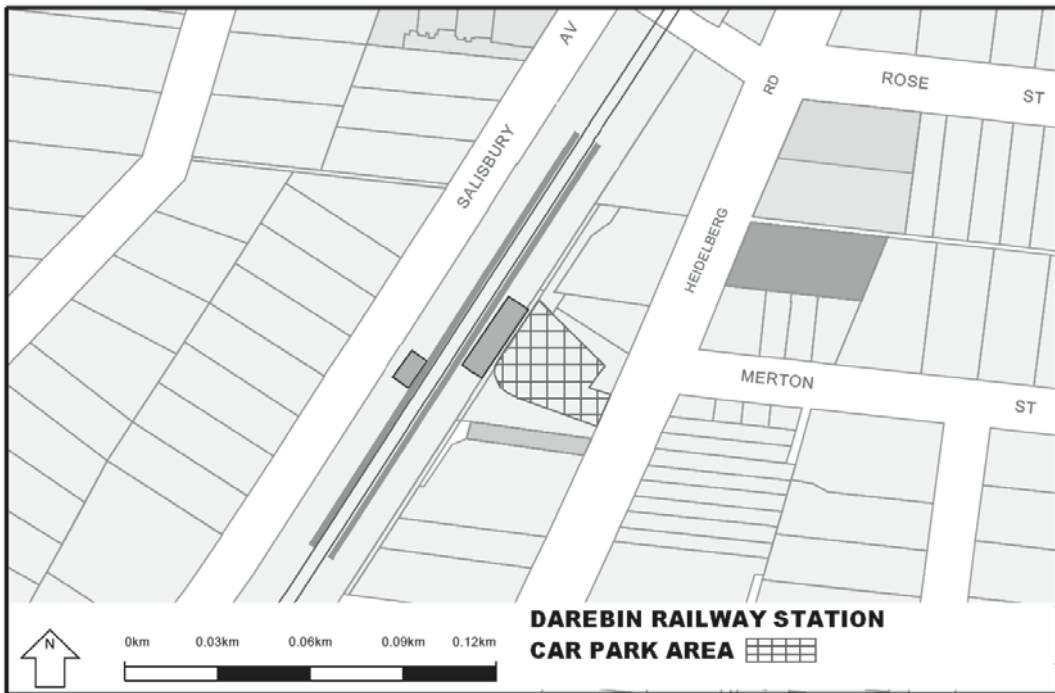 AV
SALISBURY
RD
HEIDELBERG
ROSE
ST
MERTON
ST
N
0km 0.03km 0.06km 0.09km 0.12km
DAREBIN RAILWAY STATION
CAR PARK AREA